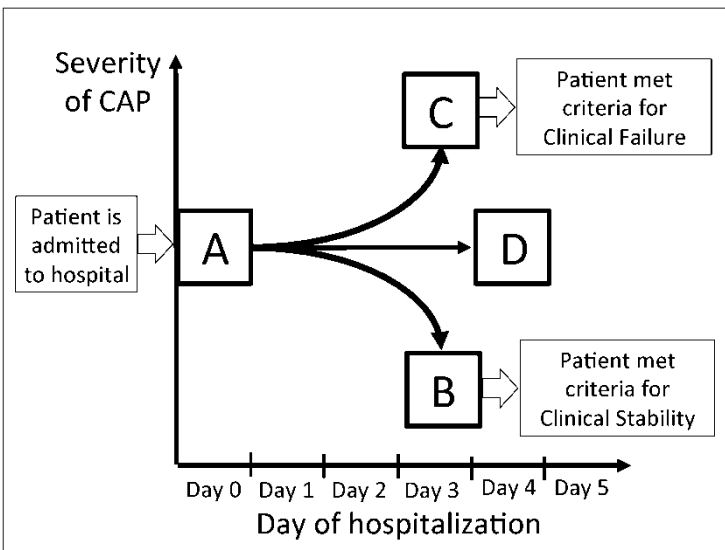 Severity
of CAP
Patient is
admitted
to hospital
A
C
Patient met
criteria for
Clinical Failure
D
B
Patient met
criteria for
Clinical Stability
Day 0 Day 1 Day 2 Day 3 Day 4 Day 5
Day of hospitalization